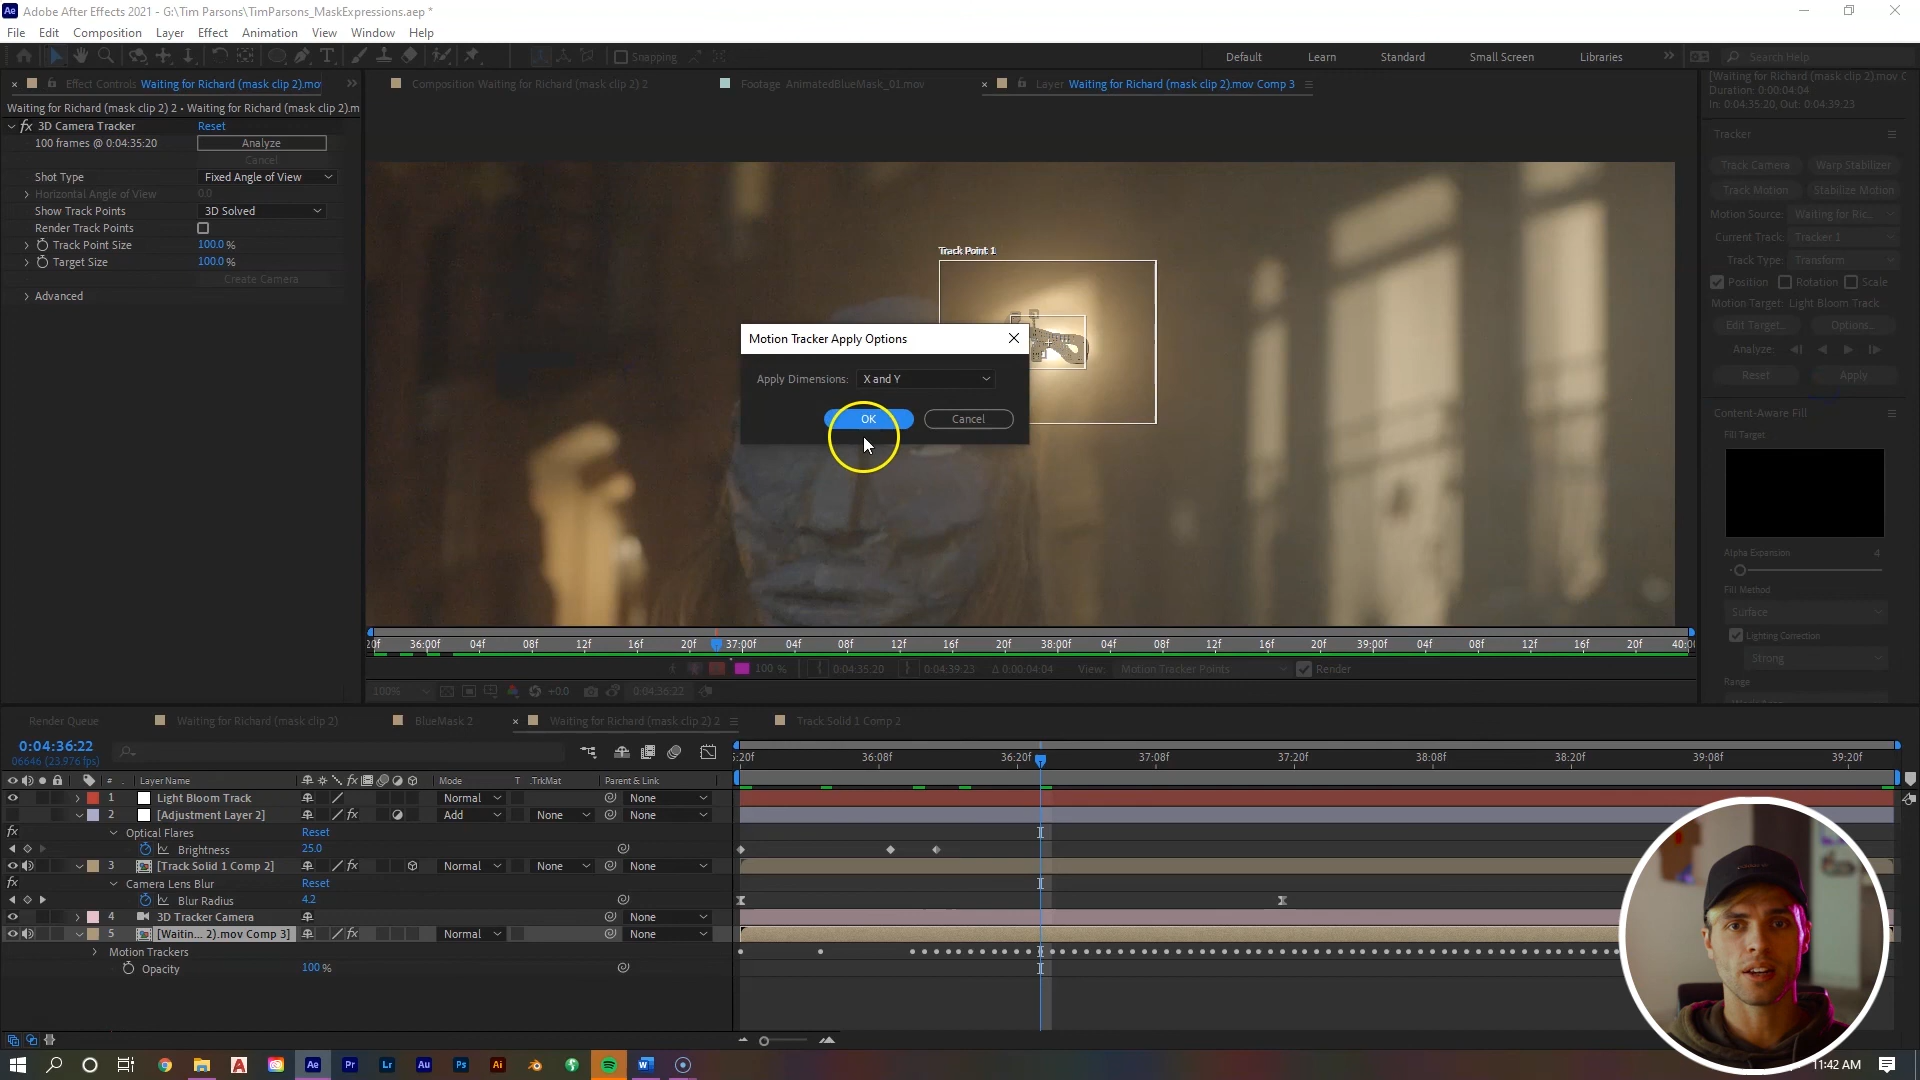 Adobe After Effects 2021 - G:\Tim Parsons\TimParsons_MaskExpressions.aep *
File Edit Composition Layer Effect Animation View Window Help
Snapping Default Learn Standard Small Screen Libraries Search Help
Effect Controls Waiting for Richard (mask clip 2).mo
Composition Waiting for Richard (mask clip 2) 2
Footage AnimatedBlueMask_01.mov
Layer Waiting for Richard (mask clip 2).mov Comp 3
Waiting for Richard (mask clip 2) 2 • Waiting for Richard (mask clip 2).m
3D Camera Tracker Reset
100 frames @ 0:04:35:20 Analyze
Cancel
Shot Type Fixed Angle of View
Horizontal Angle of View 0.0
Show Track Points 3D Solved
Render Track Points
Track Point Size 100.0 %
Target Size 100.0 %
Create Camera
Advanced
Track Point 1
Motion Tracker Apply Options
Apply Dimensions: X and Y
OK Cancel
[Waiting for Richard (mask clip 2).mov C
Duration: 0:00:04:04
In: 0:04:35:20, Out: 0:04:39:23
Tracker
Track Camera Warp Stabilizer
Track Motion Stabilize Motion
Motion Source: Waiting for Ric...
Current Track: Tracker 1
Track Type: Transform
Position Rotation Scale
Motion Target: Light Bloom Track
Edit Target... Options...
Analyze:
Reset Apply
Content-Aware Fill
Fill Target
Alpha Expansion 4
Fill Method
Surface
Lighting Correction
Strong
Range
20f 36:00f 04f 08f 12f 16f 20f 37:00f 04f 08f 12f 16f 20f 38:00f 04f 08f 12f 16f 20f 39:00f 04f 08f 12f 16f 20f 40:0
100 % 0:04:35:20 0:04:39:23 Δ 0:00:04:04 View: Motion Tracker Points Render
100% +0.0 0:04:36:22
Render Queue Waiting for Richard (mask clip 2) BlueMask 2 Waiting for Richard (mask clip 2) 2 Track Solid 1 Comp 2
0:04:36:22
06646 (23.976 fps)
:20f 36:08f 36:20f 37:08f 37:20f 38:08f 38:20f 39:08f 39:20f
# Layer Name Mode T .TrkMat Parent & Link
1 Light Bloom Track Normal None
2 [Adjustment Layer 2] Add None None
Optical Flares Reset
Brightness 25.0
3 [Track Solid 1 Comp 2] Normal None None
Camera Lens Blur Reset
Blur Radius 4.2
4 3D Tracker Camera None
5 [Waitin... 2).mov Comp 3] Normal None
Motion Trackers
Opacity 100 %
11:42 AM